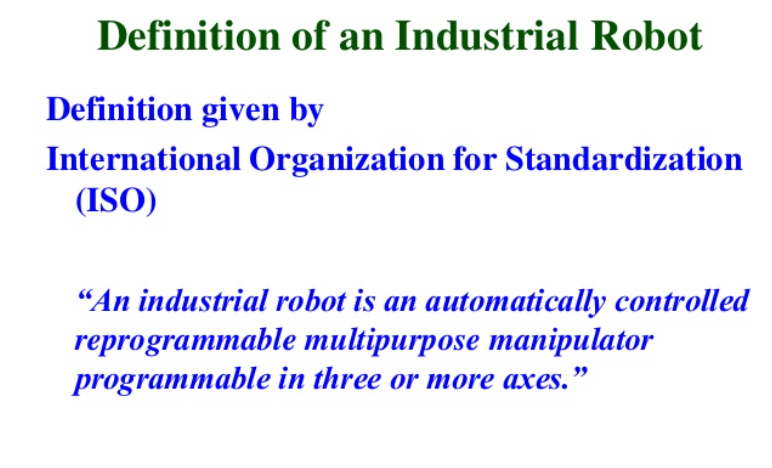 Definition of an Industrial Robot
Definition given by
International Organization for Standardization
(ISO)
“An industrial robot is an automatically controlled
reprogrammable multipurpose manipulator
programmable in three or more axes.”